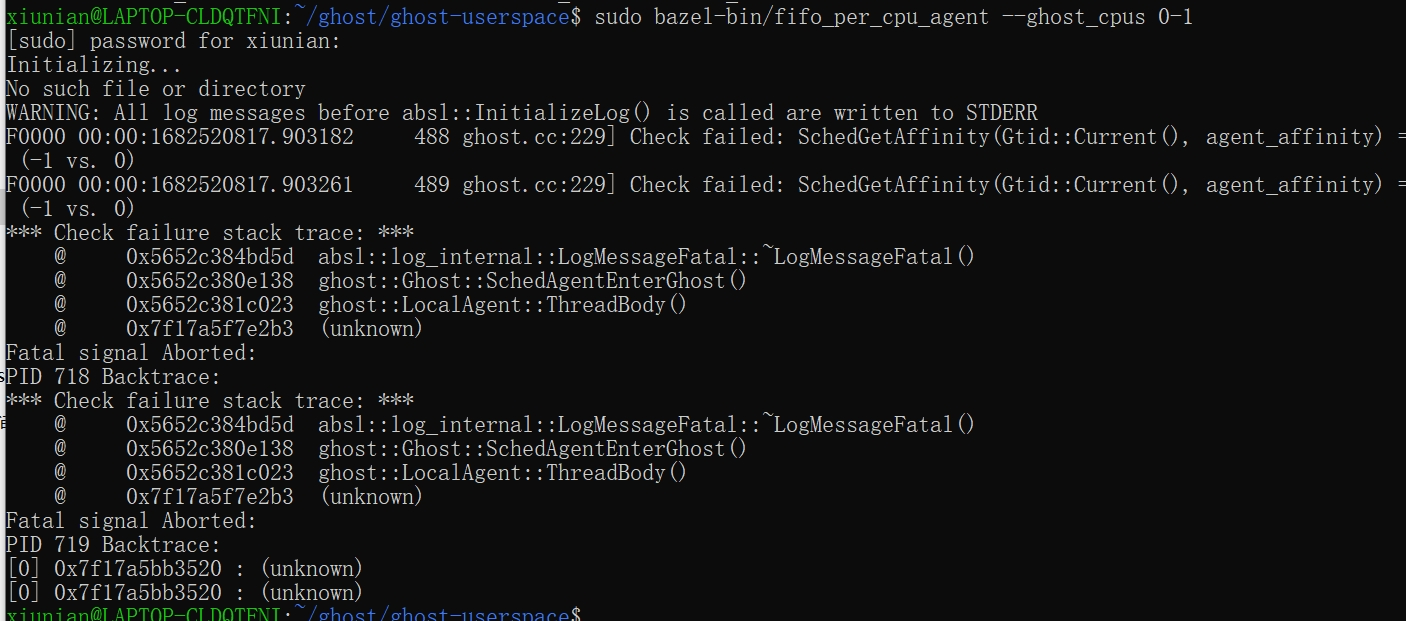 xiunian@LAPTOP-CLDQTFNI:~/ghost/ghost-userspace$ sudo bazel-bin/fifo_per_cpu_agent --ghost_cpus 0-1
[sudo] password for xiunian:
Initializing...
No such file or directory
WARNING: All log messages before absl::InitializeLog() is called are written to STDERR
F0000 00:00:1682520817.903182     488 ghost.cc:229] Check failed: SchedGetAffinity(Gtid::Current(), agent_affinity) =
 (-1 vs. 0)
F0000 00:00:1682520817.903261     489 ghost.cc:229] Check failed: SchedGetAffinity(Gtid::Current(), agent_affinity) =
 (-1 vs. 0)
*** Check failure stack trace: ***
    @     0x5652c384bd5d  absl::log_internal::LogMessageFatal::~LogMessageFatal()
    @     0x5652c380e138  ghost::Ghost::SchedAgentEnterGhost()
    @     0x5652c381c023  ghost::LocalAgent::ThreadBody()
    @     0x7f17a5f7e2b3  (unknown)
Fatal signal Aborted:
PID 718 Backtrace:
*** Check failure stack trace: ***
    @     0x5652c384bd5d  absl::log_internal::LogMessageFatal::~LogMessageFatal()
    @     0x5652c380e138  ghost::Ghost::SchedAgentEnterGhost()
    @     0x5652c381c023  ghost::LocalAgent::ThreadBody()
    @     0x7f17a5f7e2b3  (unknown)
Fatal signal Aborted:
PID 719 Backtrace:
[0] 0x7f17a5bb3520 : (unknown)
[0] 0x7f17a5bb3520 : (unknown)
xiunian@LAPTOP-CLDQTFNI:~/ghost/ghost-userspace$